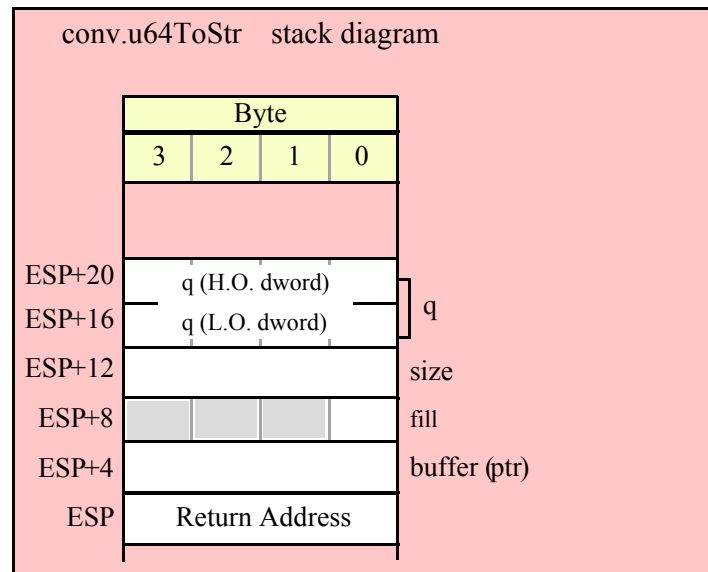 conv.u64ToStr stack diagram
Byte
3 2 1 0
ESP+20 q (H.O. dword)
q
ESP+16 q (L.O. dword)
ESP+12 size
ESP+8 fill
ESP+4 buffer (ptr)
ESP Return Address